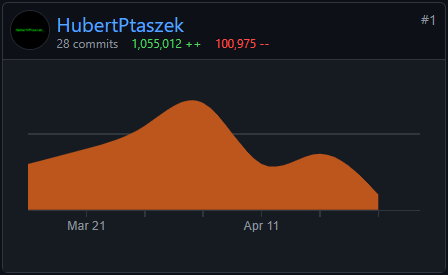 HubertPtaszek
#1
28 commits 1,055,012 ++ 100,975 --
Mar 21
Apr 11